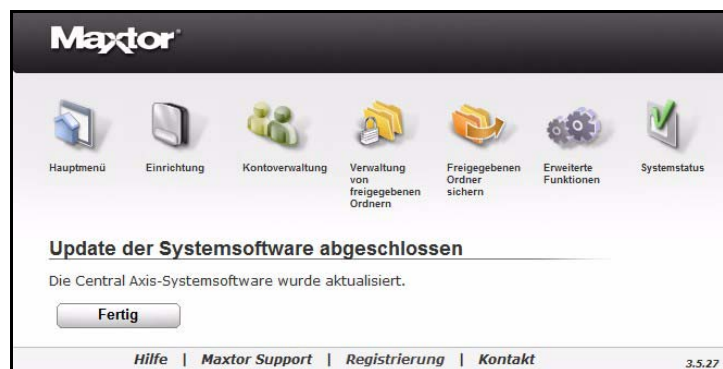 Maxtor
Hauptmenü
Einrichtung
Kontoverwaltung
Verwaltung
von
freigegebenen
Ordnern
Freigegebenen
Ordner
sichern
Erweiterte
Funktionen
Systemstatus
Update der Systemsoftware abgeschlossen
Die Central Axis-Systemsoftware wurde aktualisiert.
Fertig
Hilfe | Maxtor Support | Registrierung | Kontakt
3.5.27